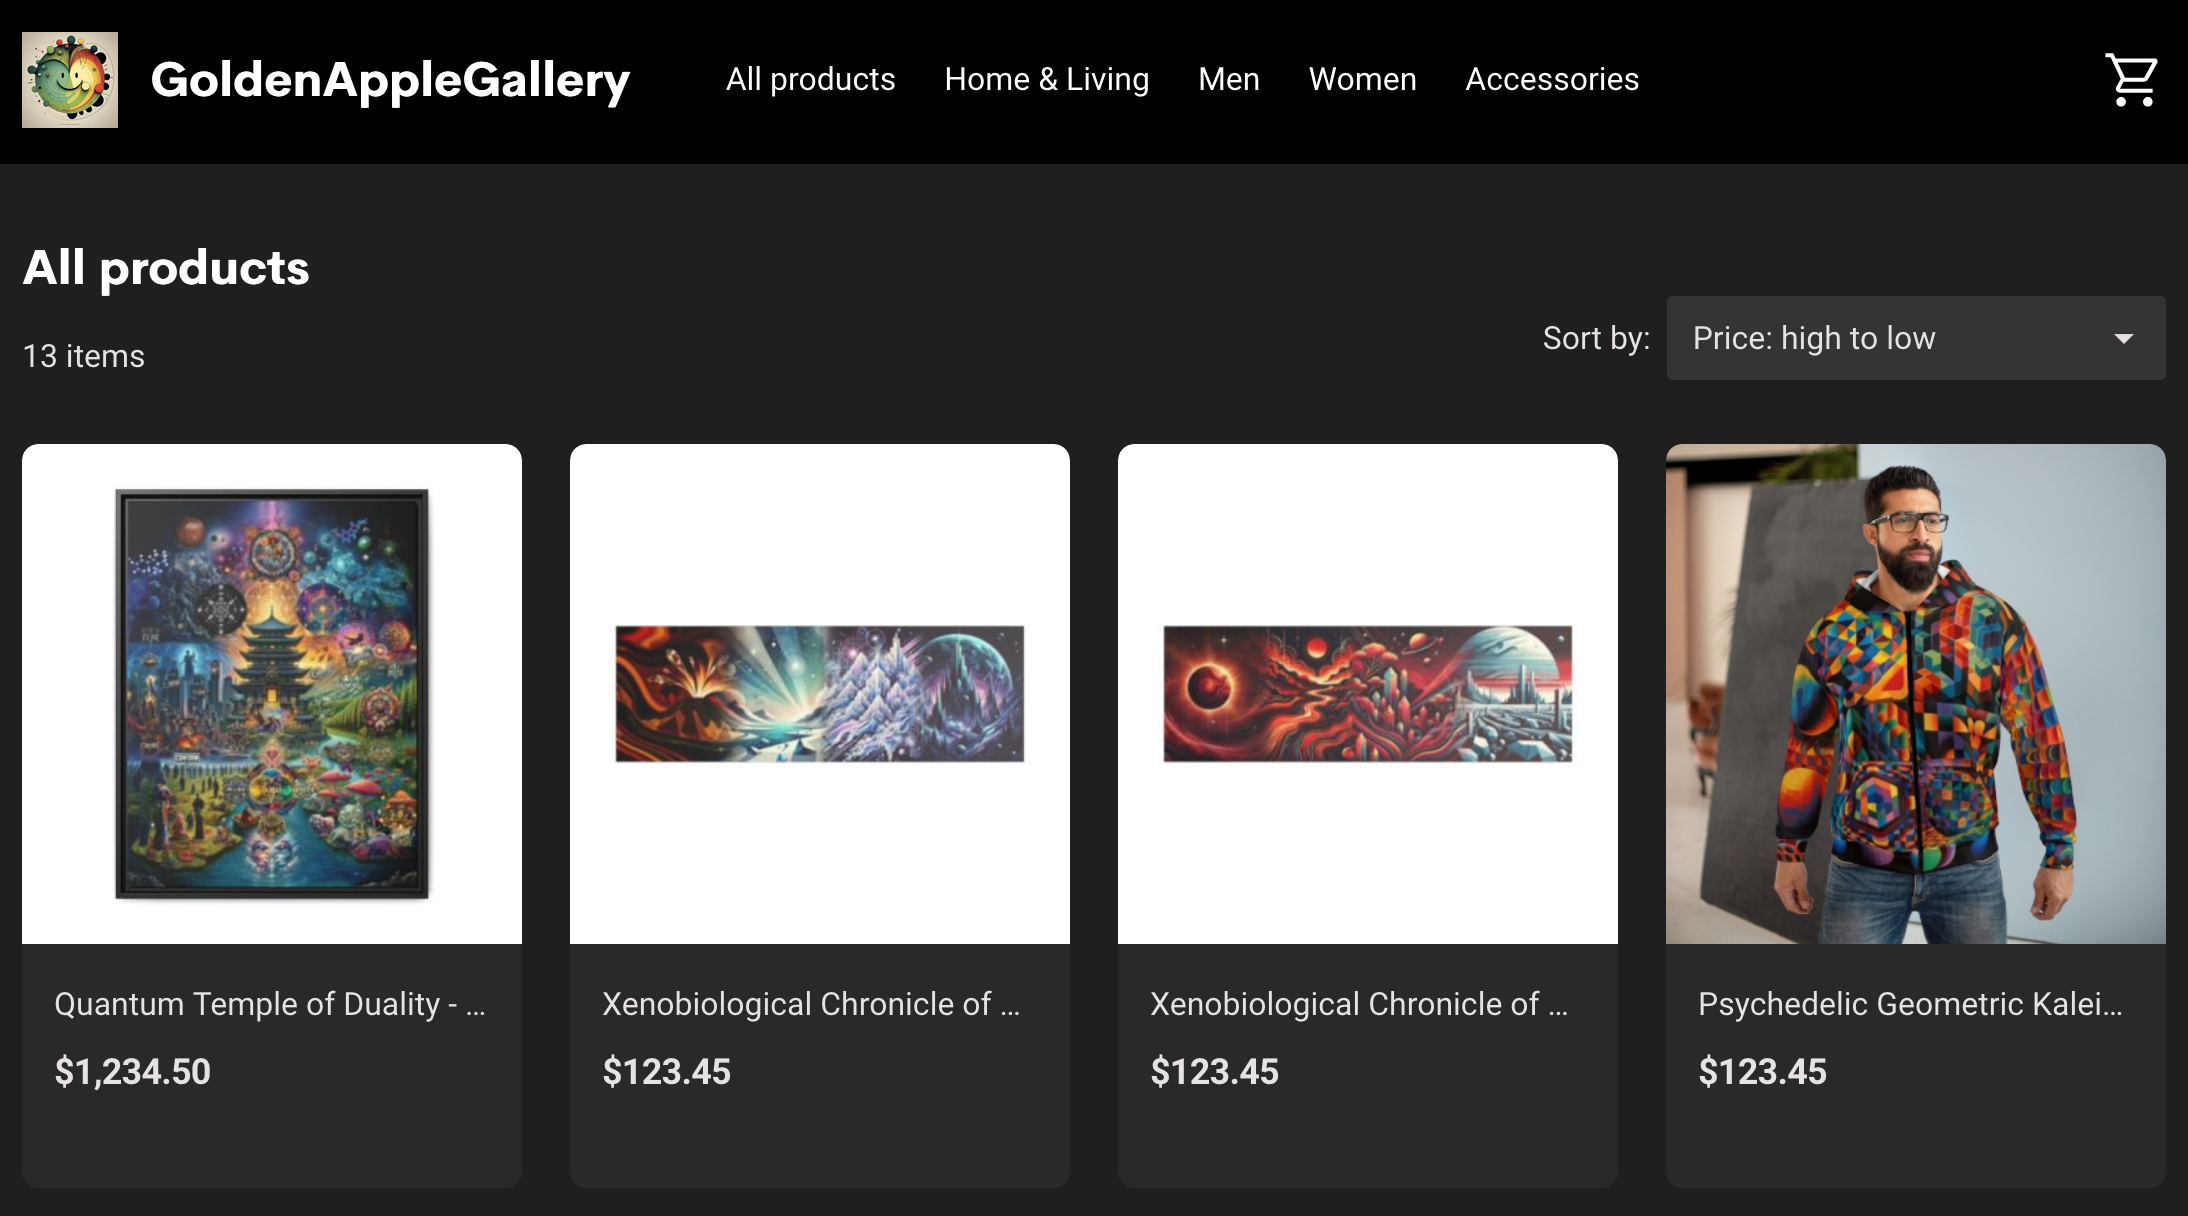 GoldenAppleGallery
All products
Home & Living
Men
Women
Accessories
All products
13 items
Sort by:
Price: high to low
Quantum Temple of Duality - ...
$1,234.50
Xenobiological Chronicle of ...
$123.45
Xenobiological Chronicle of ...
$123.45
Psychedelic Geometric Kalei...
$123.45